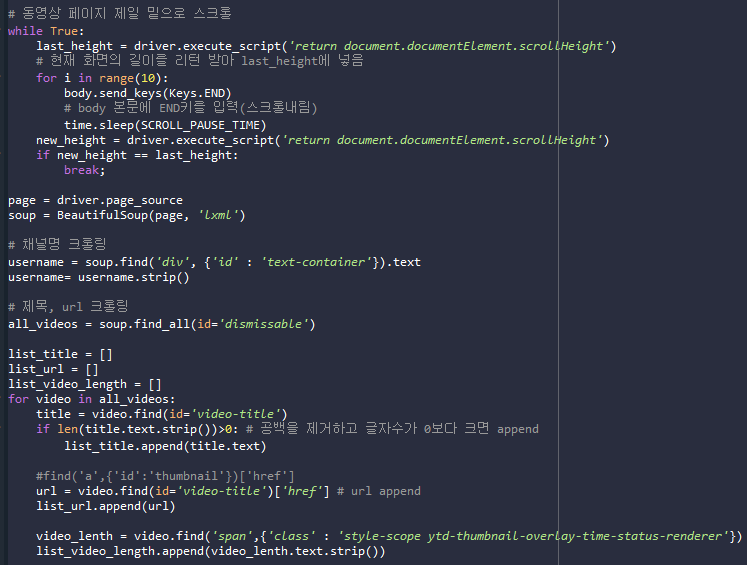 # 동영상 페이지 제일 밑으로 스크롤
while True:
    last_height = driver.execute_script('return document.documentElement.scrollHeight')
    # 현재 화면의 길이를 리턴 받아 last_height에 넣음
    for i in range(10):
        body.send_keys(Keys.END)
        # body 본문에 END키를 입력(스크롤내림)
        time.sleep(SCROLL_PAUSE_TIME)
    new_height = driver.execute_script('return document.documentElement.scrollHeight')
    if new_height == last_height:
        break;
page = driver.page_source
soup = BeautifulSoup(page, 'lxml')
# 채널명 크롤링
username = soup.find('div', {'id' : 'text-container'}).text
username= username.strip()
# 제목, url 크롤링
all_videos = soup.find_all(id='dismissable')
list_title = []
list_url = []
list_video_length = []
for video in all_videos:
    title = video.find(id='video-title')
    if len(title.text.strip())>0: # 공백을 제거하고 글자수가 0보다 크면 append
        list_title.append(title.text)
    #find('a',{'id':'thumbnail'})['href']
    url = video.find(id='video-title')['href'] # url append
    list_url.append(url)
    video_lenth = video.find('span',{'class' : 'style-scope ytd-thumbnail-overlay-time-status-renderer'})
    list_video_length.append(video_lenth.text.strip())